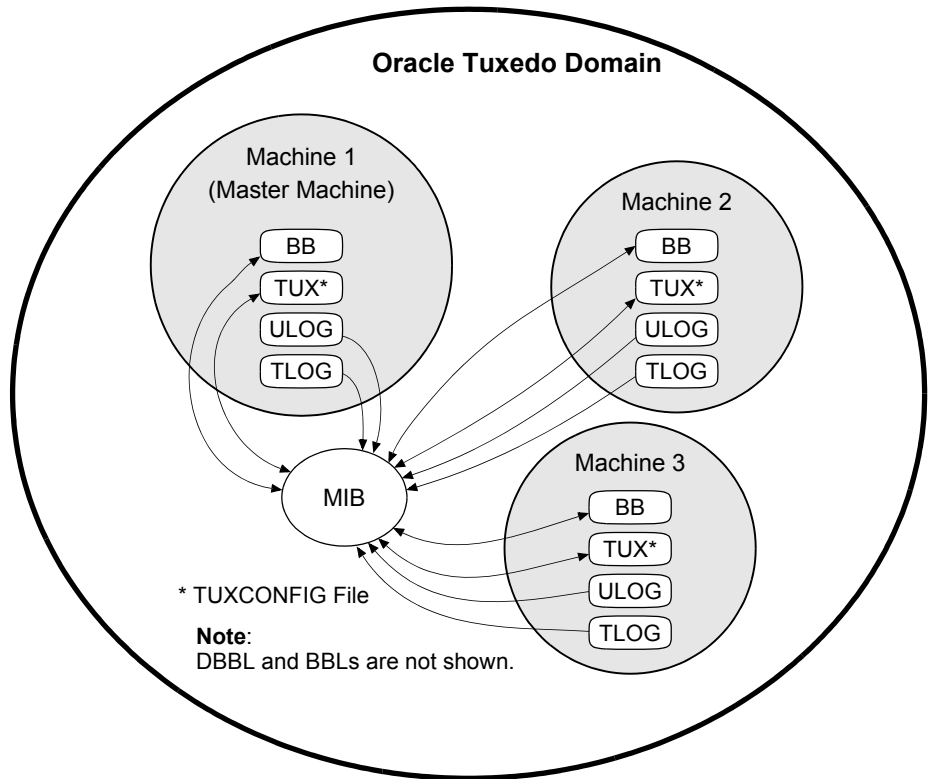 Oracle Tuxedo Domain
Machine 1
(Master Machine)
BB
TUX*
ULOG
TLOG
Machine 2
BB
TUX*
ULOG
TLOG
Machine 3
BB
TUX*
ULOG
TLOG
MIB
* TUXCONFIG File
Note:
DBBL and BBLs are not shown.